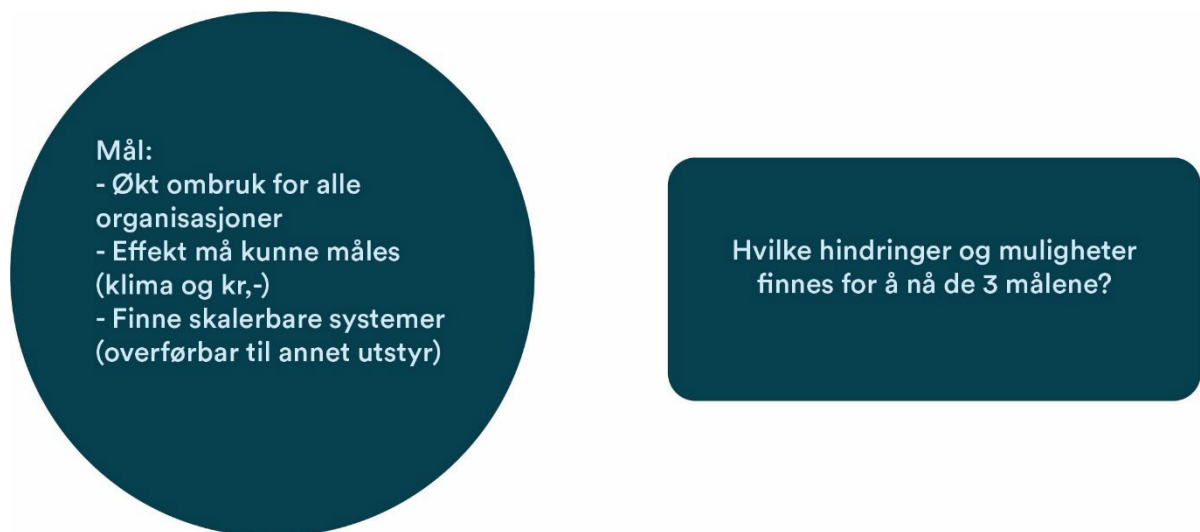 Mål:
- Økt ombruk for alle
organisasjoner
- Effekt må kunne måles
(klima og kr,-)
- Finne skalerbare systemer
(overførbar til annet utstyr)
Hvilke hindringer og muligheter
finnes for å nå de 3 målene?